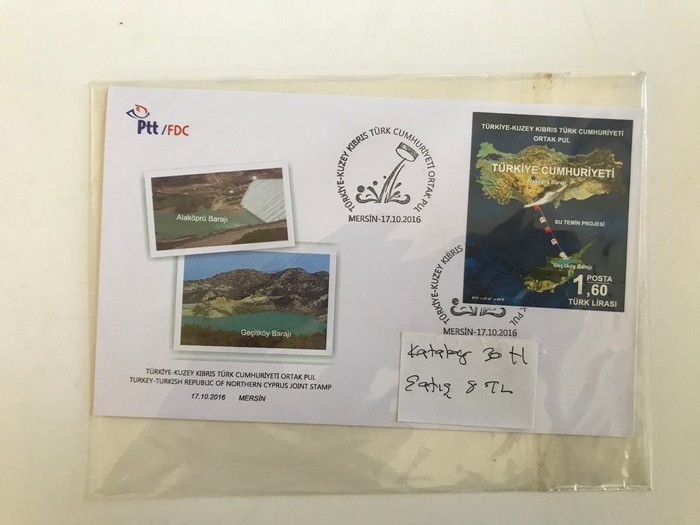 Ptt /FDC
TÜRKİYE-KUZEY KIBRIS TÜRK CUMHURİYETİ ORTAK PUL
MERSİN-17.10.2016
TÜRKİYE-KUZEY KIBRIS TÜRK CUMHURİYETİ
ORTAK PUL
TÜRKİYE CUMHURİYETİ
Alaköprü Barajı
SU TEMİN PROJESİ
Geçitköy Barajı
POSTA
1,60
TÜRK LİRASI
Alaköprü Barajı
Geçitköy Barajı
TÜRKİYE-KUZEY KIBRIS
PUL
MERSİN-17.10.2016
TÜRKİYE-KUZEY KIBRIS TÜRK CUMHURİYETİ ORTAK PUL
TURKEY-TURKISH REPUBLIC OF NORTHERN CYPRUS JOINT STAMP
17.10.2016 MERSİN
Katalog 30 tl
Satış 8 TL